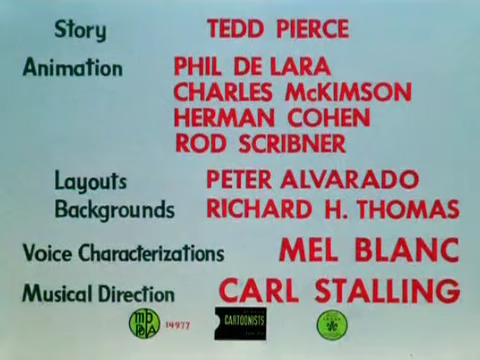 Story TEDD PIERCE
Animation PHIL DE LARA
CHARLES McKIMSON
HERMAN COHEN
ROD SCRIBNER
Layouts PETER ALVARADO
Backgrounds RICHARD H. THOMAS
Voice Characterizations MEL BLANC
Musical Direction CARL STALLING
14977
CARTOONISTS